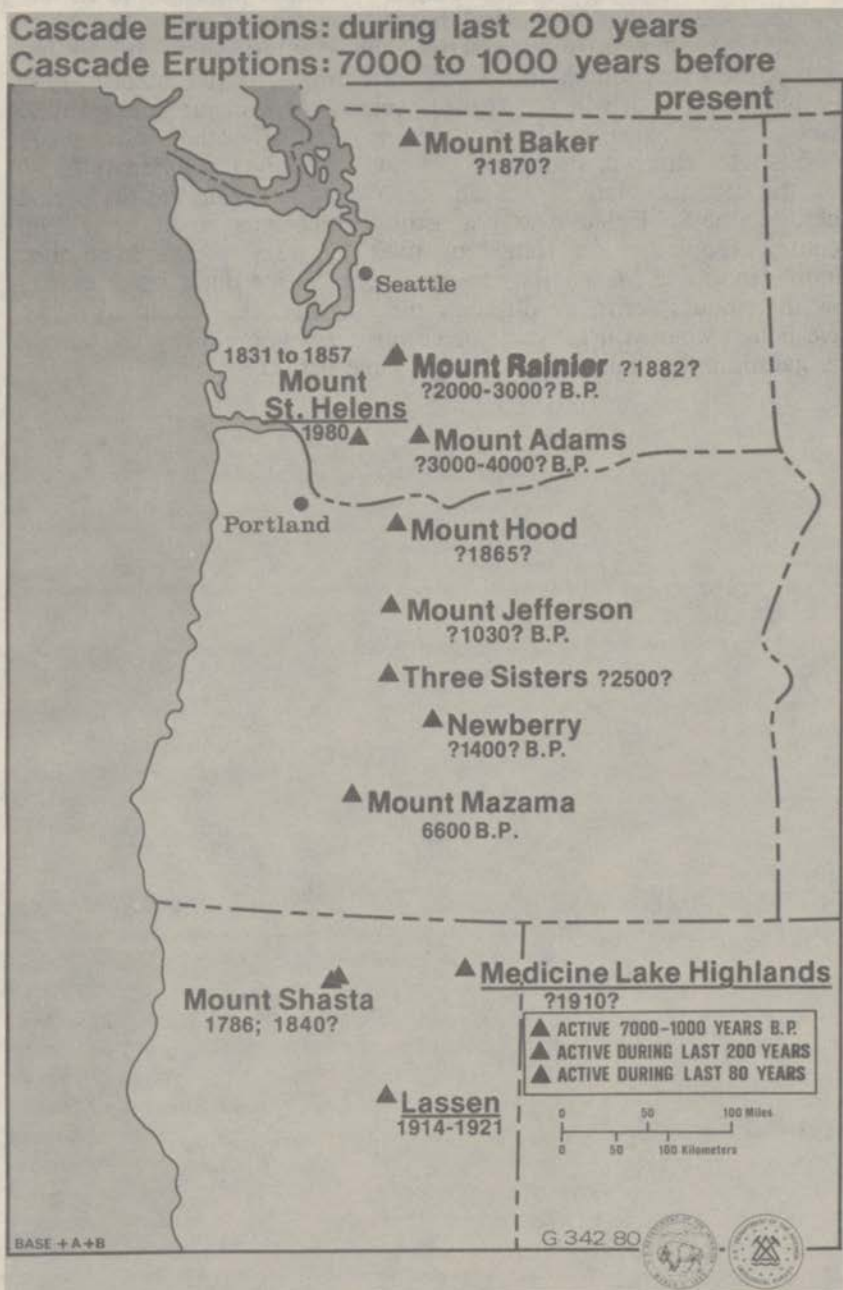 Cascade Eruptions: during last 200 years
Cascade Eruptions: 7000 to 1000 years before
present
Mount Baker
?1870?
Seattle
1831 to 1857
Mount
St. Helens
1980
Mount Rainier ?1882?
?2000-3000? B.P.
Mount Adams
?3000-4000? B.P.
Portland
Mount Hood
?1865?
Mount Jefferson
?1030? B.P.
Three Sisters ?2500?
Newberry
?1400? B.P.
Mount Mazama
6600 B.P.
Mount Shasta
1786; 1840?
Medicine Lake Highlands
?1910?
ACTIVE 7000-1000 YEARS B.P.
ACTIVE DURING LAST 200 YEARS
ACTIVE DURING LAST 80 YEARS
0 50 100 Miles
0 50 100 Kilometers
Lassen
1914-1921
BASE + A + B
G 342 80